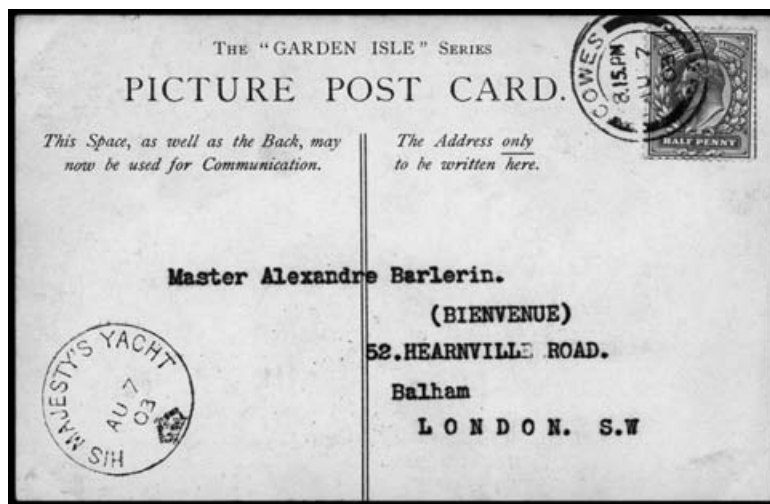 The "GARDEN ISLE" Series
PICTURE POST CARD.
COWES
8.15 PM
AU 7
03
HALF PENNY
This Space, as well as the Back, may
now be used for Communication.
The Address only
to be written here.
Master Alexandre Barlerin.
(BIENVENUE)
52.HEARNVILLE ROAD.
Balham
LONDON. S.W
HIS MAJESTY'S YACHT
AU 7
03